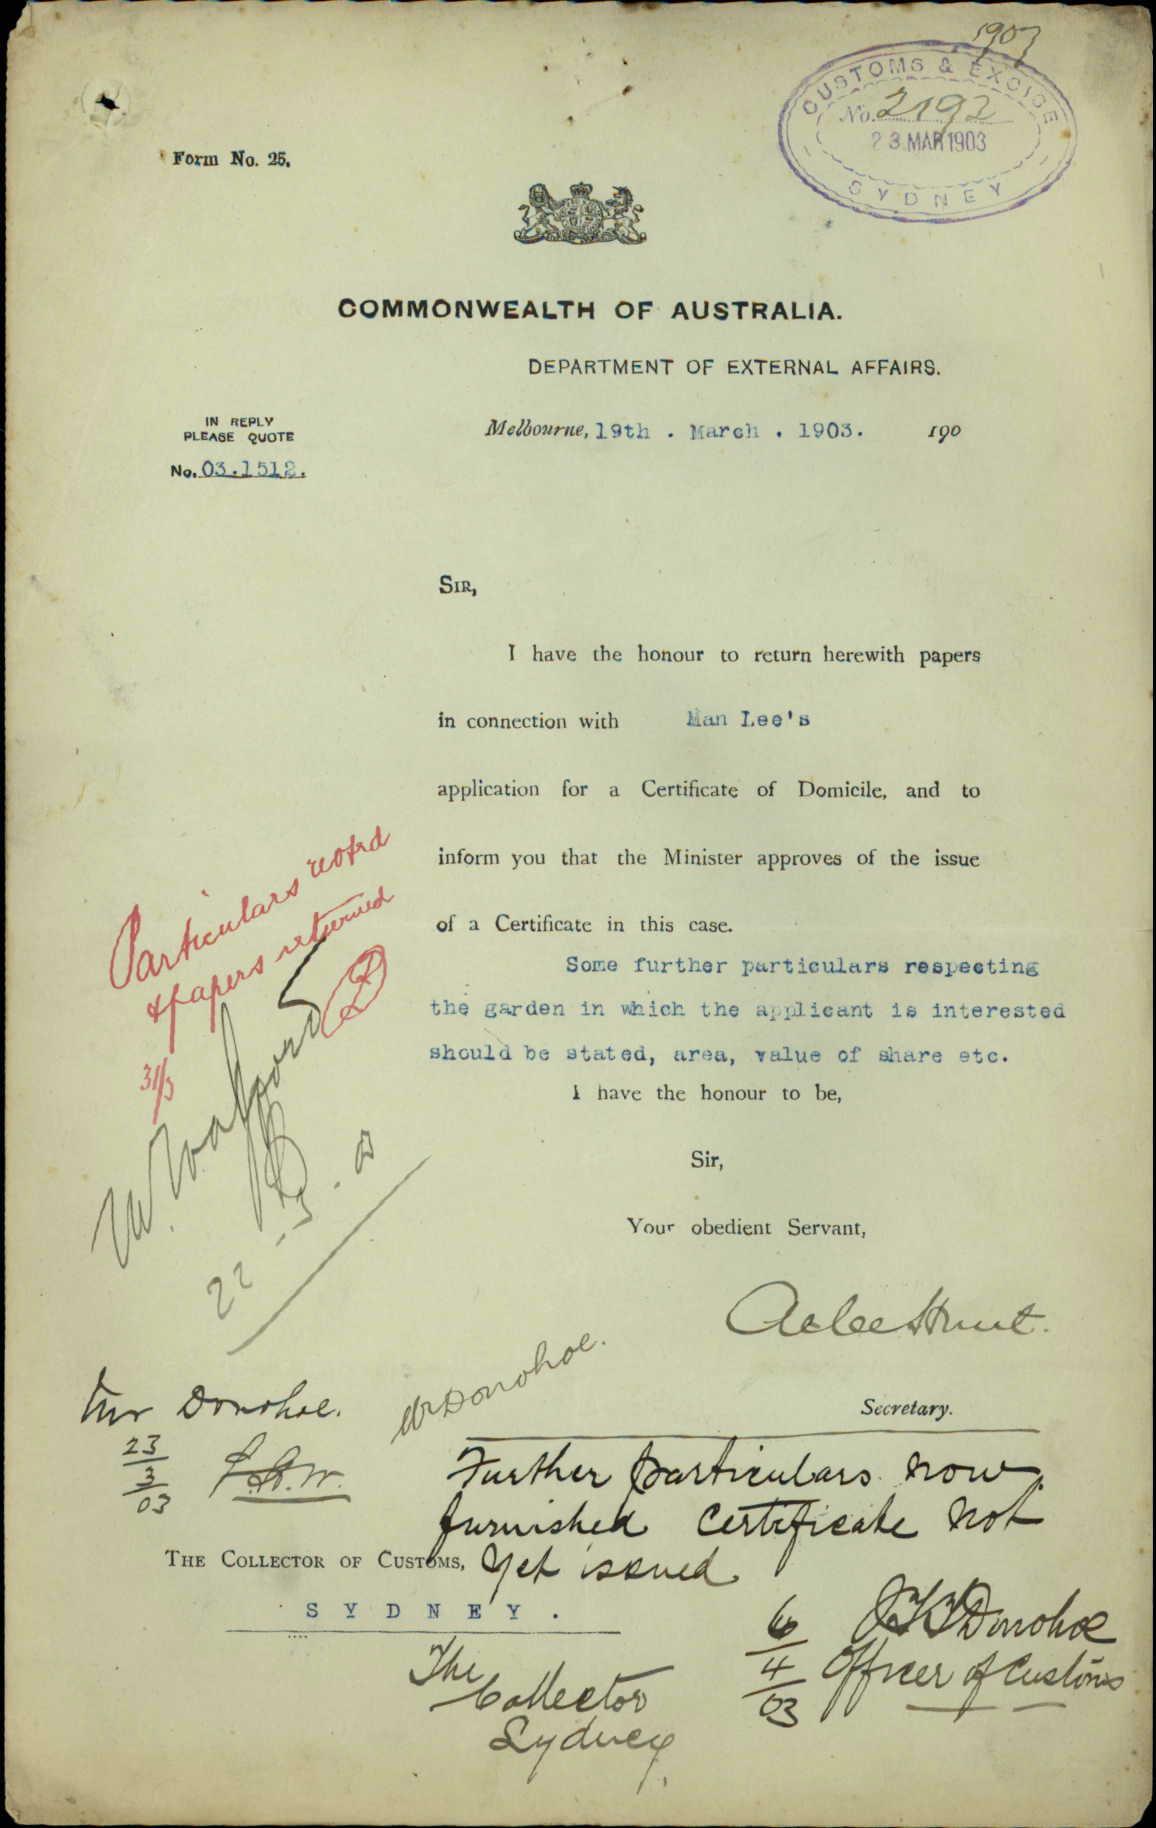 1903
CUSTOMS & EXCISE
No. 2192
23 MAR 1903
SYDNEY
Form No. 25.
COMMONWEALTH OF AUSTRALIA.
DEPARTMENT OF EXTERNAL AFFAIRS.
IN REPLY
PLEASE QUOTE
No. 03.1512.
Melbourne, 19th . March . 1903. 190
SIR,
I have the honour to return herewith papers
in connection with Man Lee's
application for a Certificate of Domicile, and to
inform you that the Minister approves of the issue
of a Certificate in this case.
Some further particulars respecting
the garden in which the applicant is interested
should be stated, area, value of share etc.
I have the honour to be,
Sir,
Your obedient Servant,
Atlee Hunt.
Secretary.
Particulars noted
& papers returned
31/3
22-3-03
Mr Donohoe.
23
3
03
Mr Donohoe.
Further particulars now
furnished Certificate not
yet issued
THE COLLECTOR OF CUSTOMS,
SYDNEY.
6
4
03
Donohoe
Officer of Customs
The
Collector
Sydney